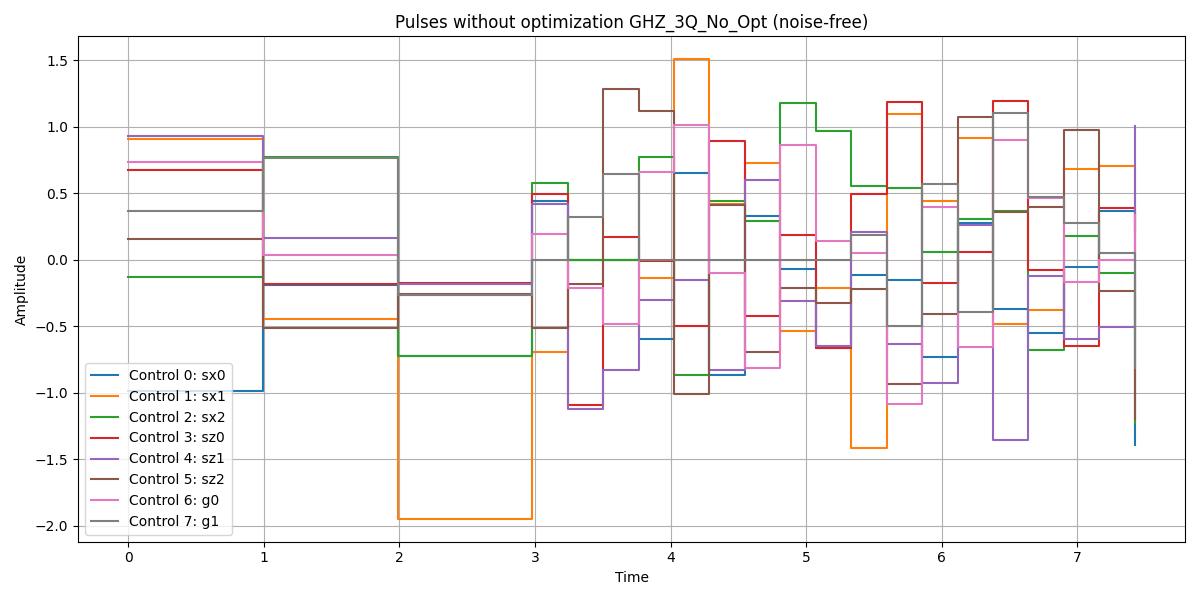 Pulses without optimization GHZ_3Q_No_Opt (noise-free)
1.5
1.0
0.5
0.0
−0.5
−1.0
−1.5
−2.0
Amplitude
Control 0: sx0
Control 1: sx1
Control 2: sx2
Control 3: sz0
Control 4: sz1
Control 5: sz2
Control 6: g0
Control 7: g1
0 1 2 3 4 5 6 7
Time